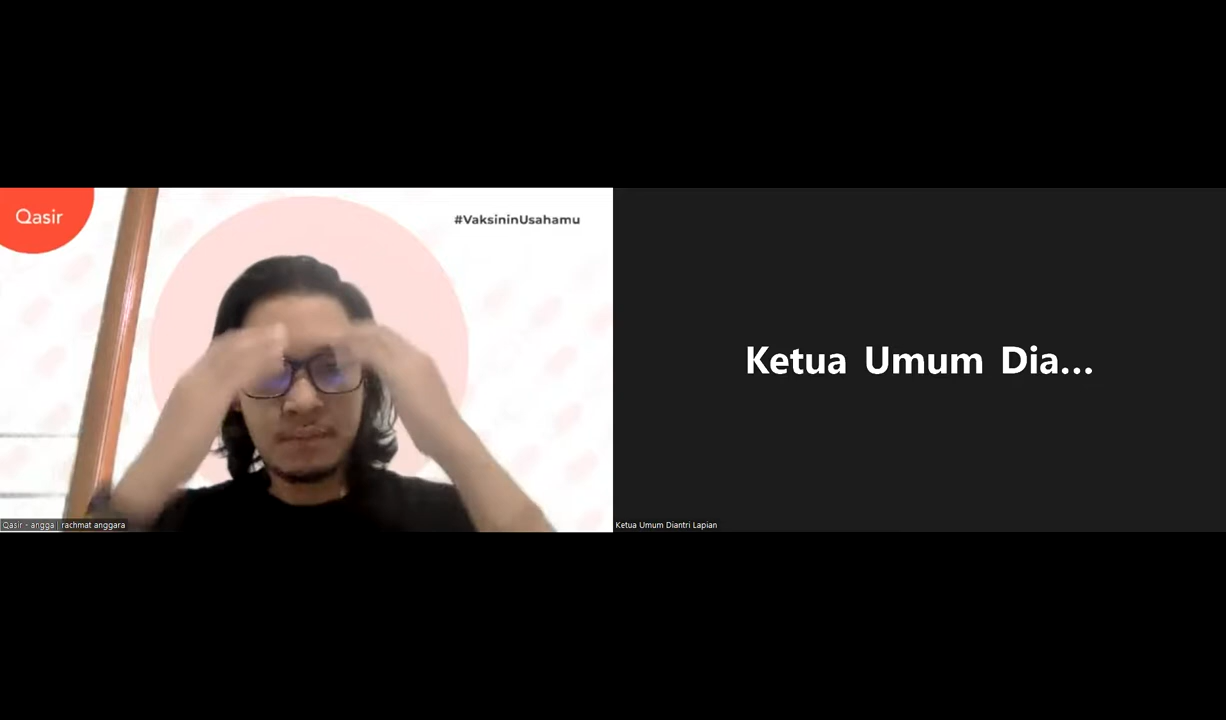 Qasir
#VaksininUsahamu
Ketua Umum Dia...
Qasir - angga | rachmat anggara
Ketua Umum Diantri Lapian